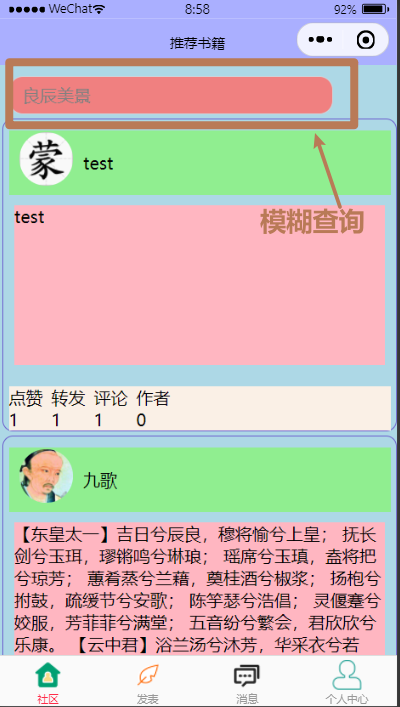 WeChat 8:58 92%
推荐书籍
良辰美景
蒙 test
模糊查询
test
点赞 转发 评论 作者
1 1 1 0
九歌
【东皇太一】吉日兮辰良，穆将愉兮上皇； 抚长
剑兮玉珥，璆锵鸣兮琳琅； 瑶席兮玉瑱，盍将把
兮琼芳； 蕙肴蒸兮兰藉，奠桂酒兮椒浆； 扬枹兮
拊鼓，疏缓节兮安歌； 陈竽瑟兮浩倡； 灵偃蹇兮
姣服，芳菲菲兮满堂； 五音纷兮繁会，君欣欣兮
乐康。 【云中君】浴兰汤兮沐芳，华采衣兮若
社区 发表 消息 个人中心